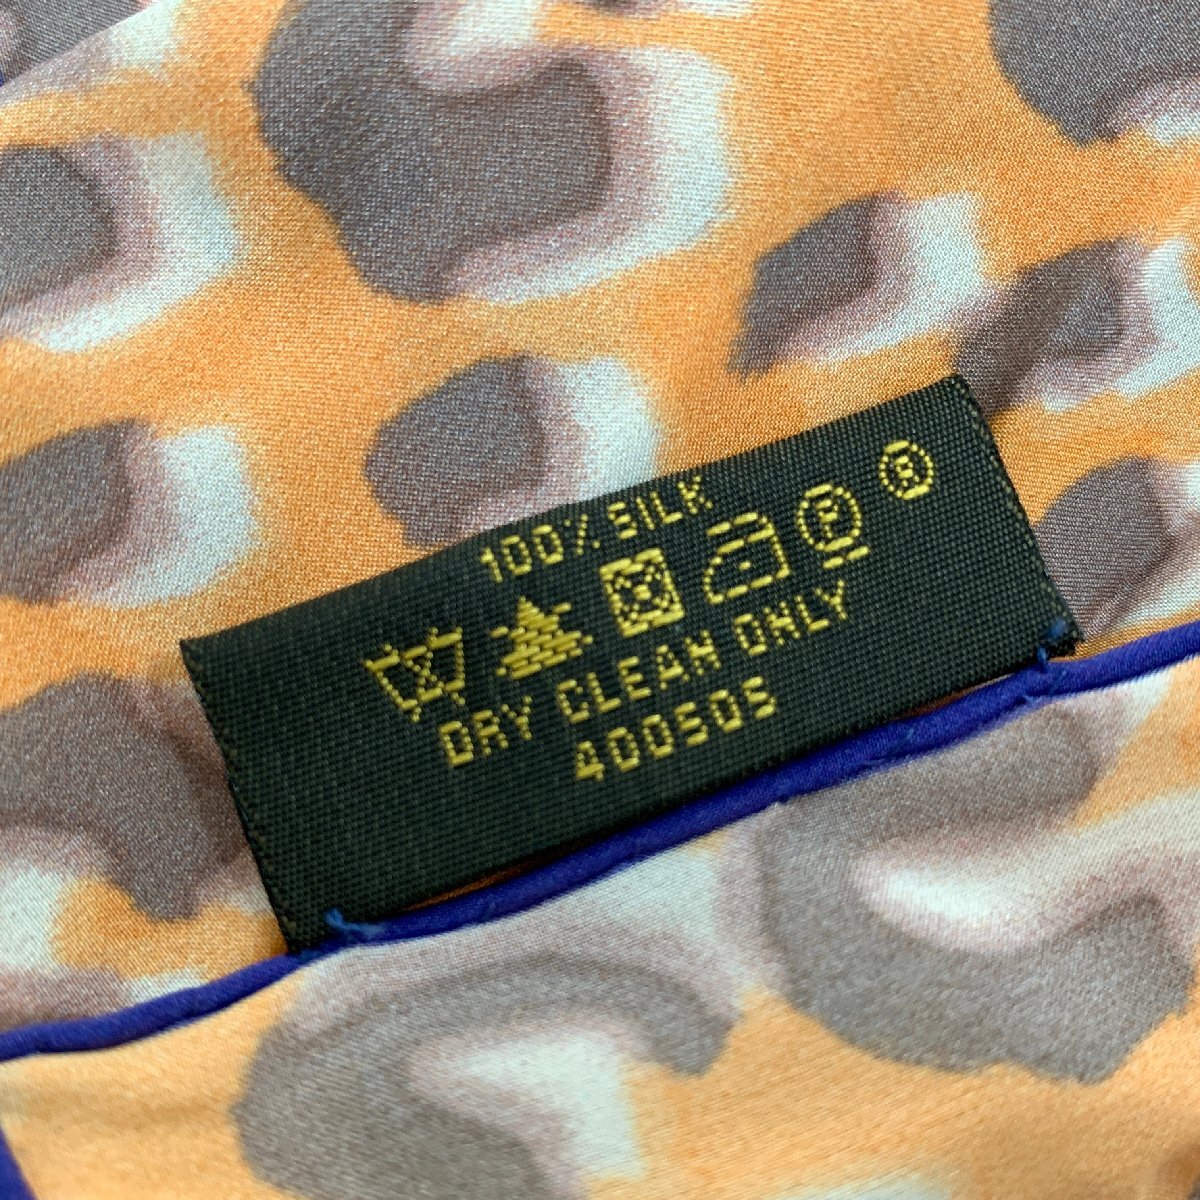 100% SILK
P R
DRY CLEAN ONLY
400505